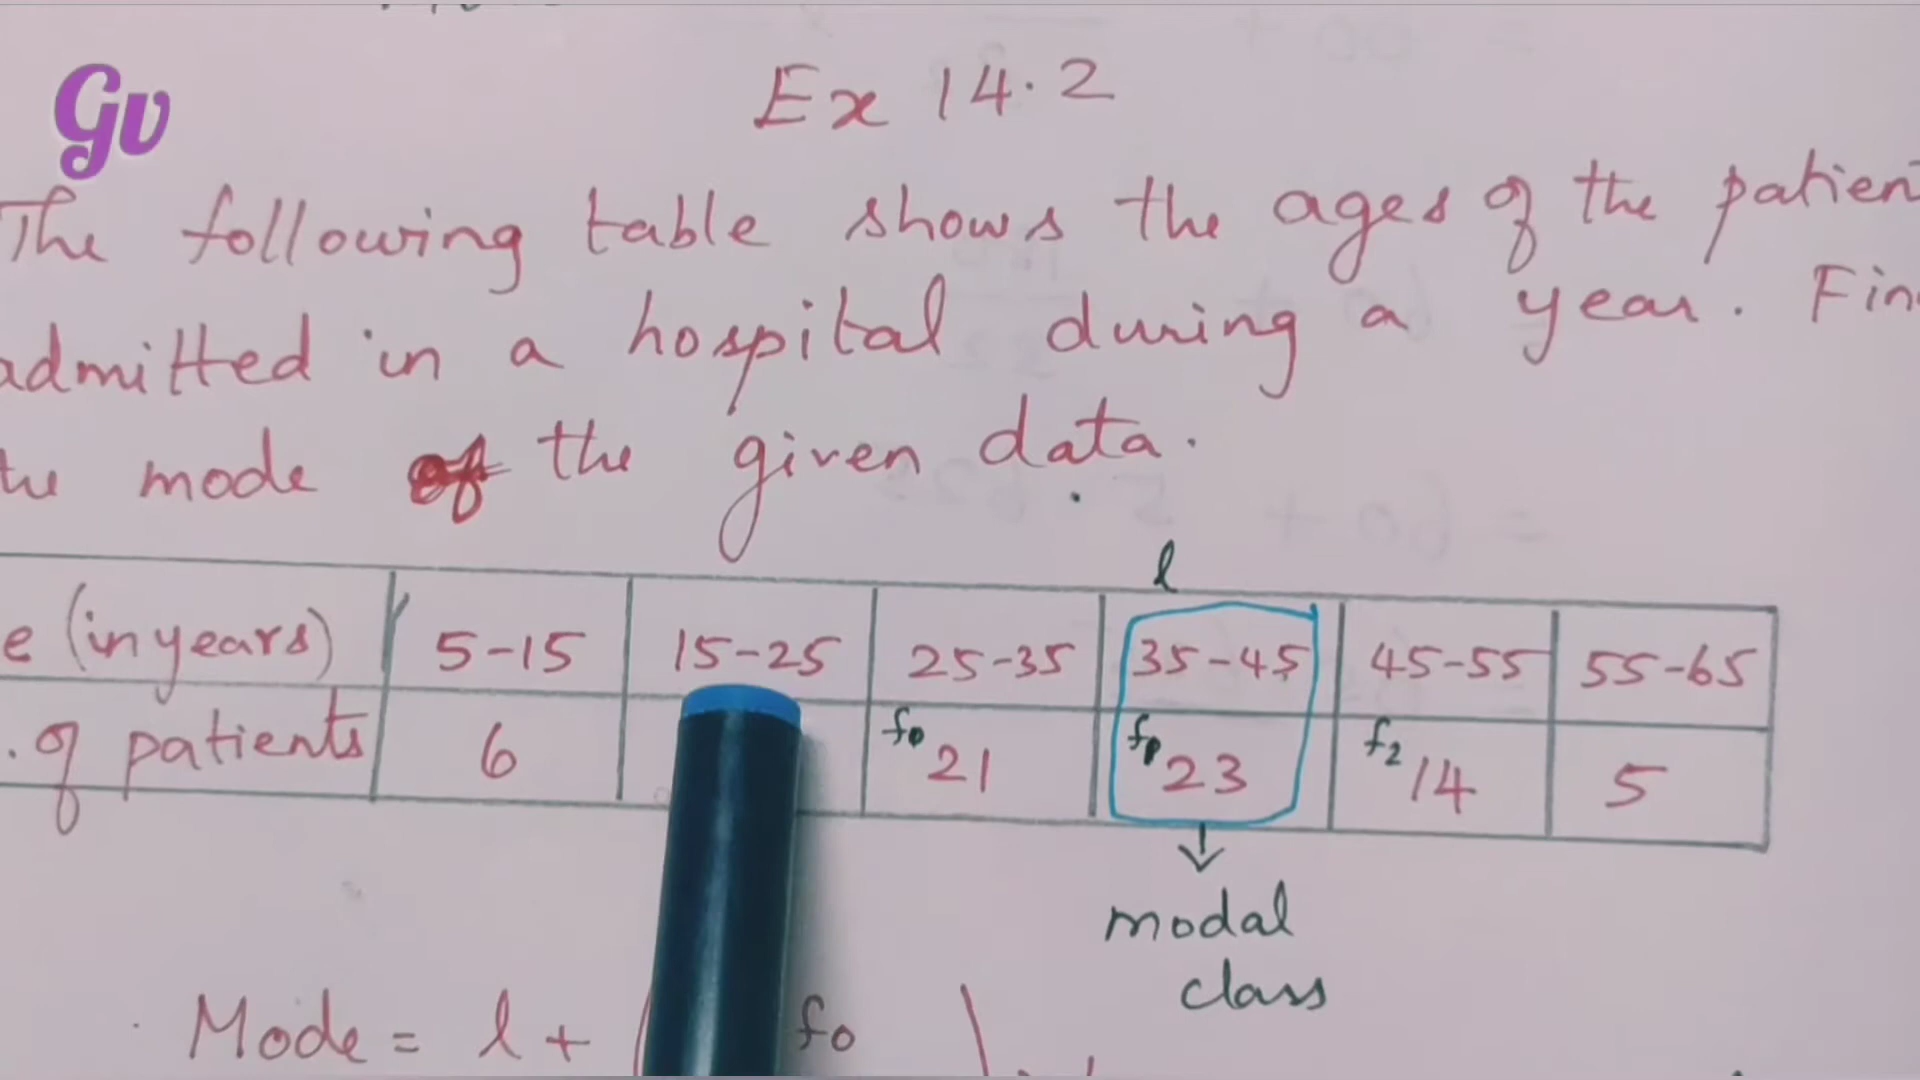 Gv
Ex 14.2
The following table shows the ages of the patien
admitted in a hospital during a year. Fin
mode of the given data.
l
(in years) 5-15 15-25 25-35 35-45 45-55 55-65
. of patients 6 f0 21 f1 23 f2 14 5
modal
class
Mode = l + ( f0 )